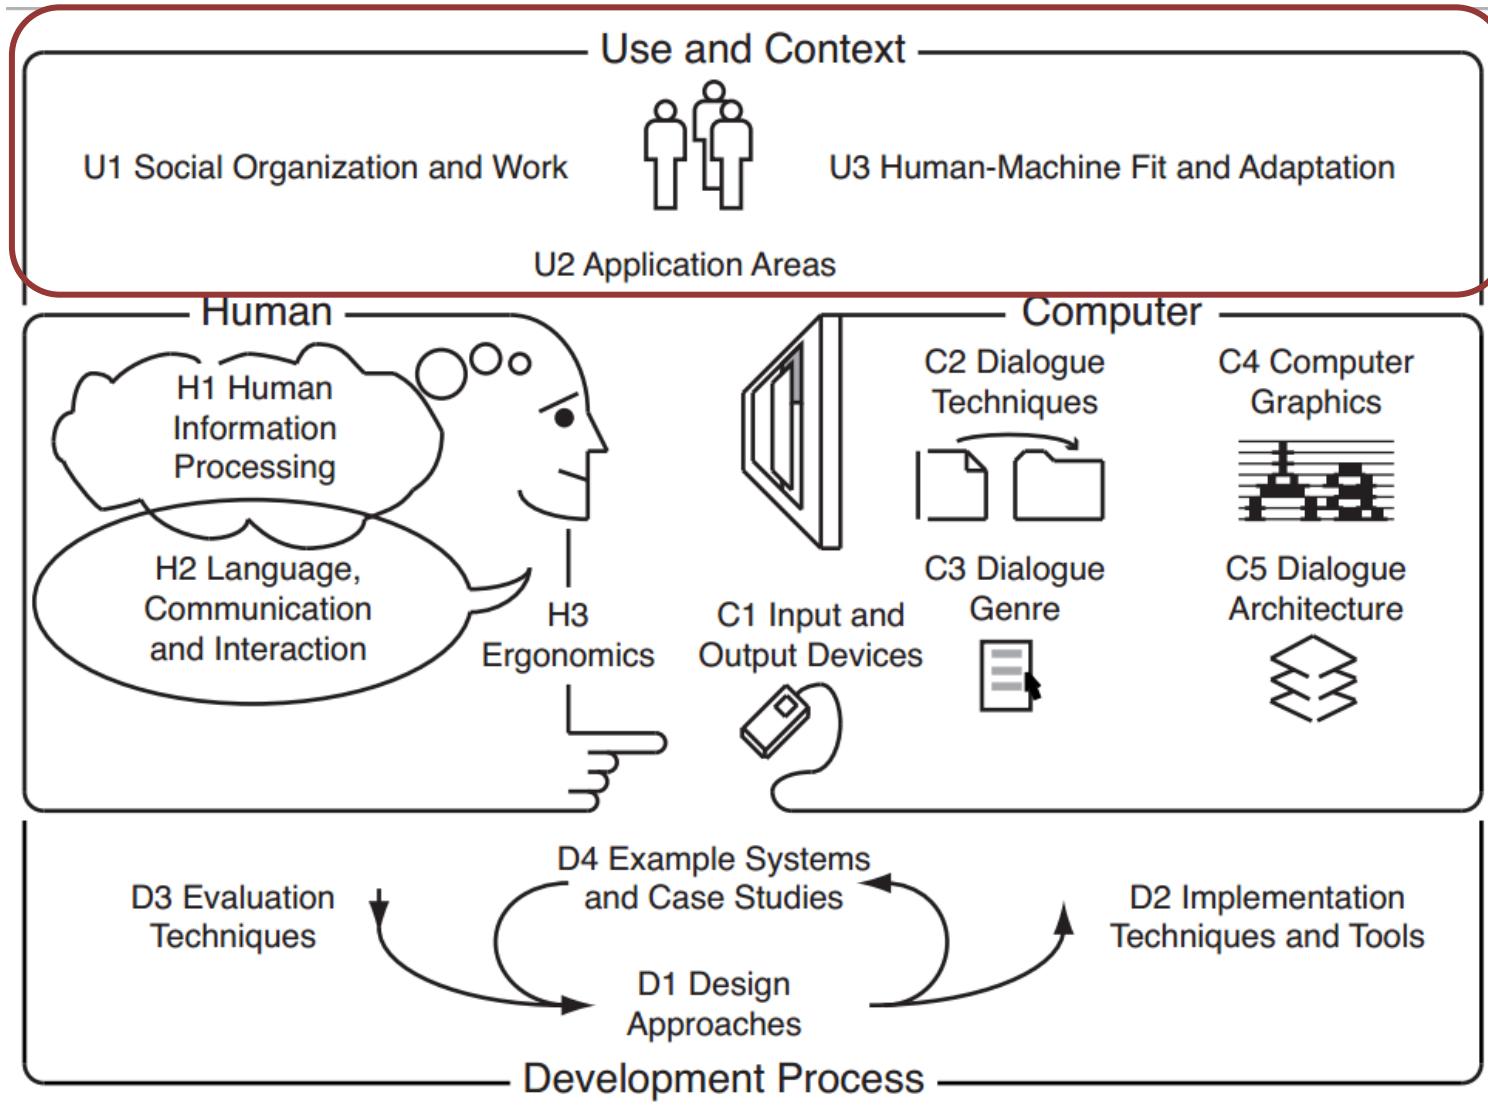 Use and Context
U1 Social Organization and Work
U3 Human-Machine Fit and Adaptation
U2 Application Areas
Human
H1 Human
Information
Processing
H2 Language,
Communication
and Interaction
H3
Ergonomics
Computer
C1 Input and
Output Devices
C2 Dialogue
Techniques
C4 Computer
Graphics
C3 Dialogue
Genre
C5 Dialogue
Architecture
D3 Evaluation
Techniques
D4 Example Systems
and Case Studies
D2 Implementation
Techniques and Tools
D1 Design
Approaches
Development Process